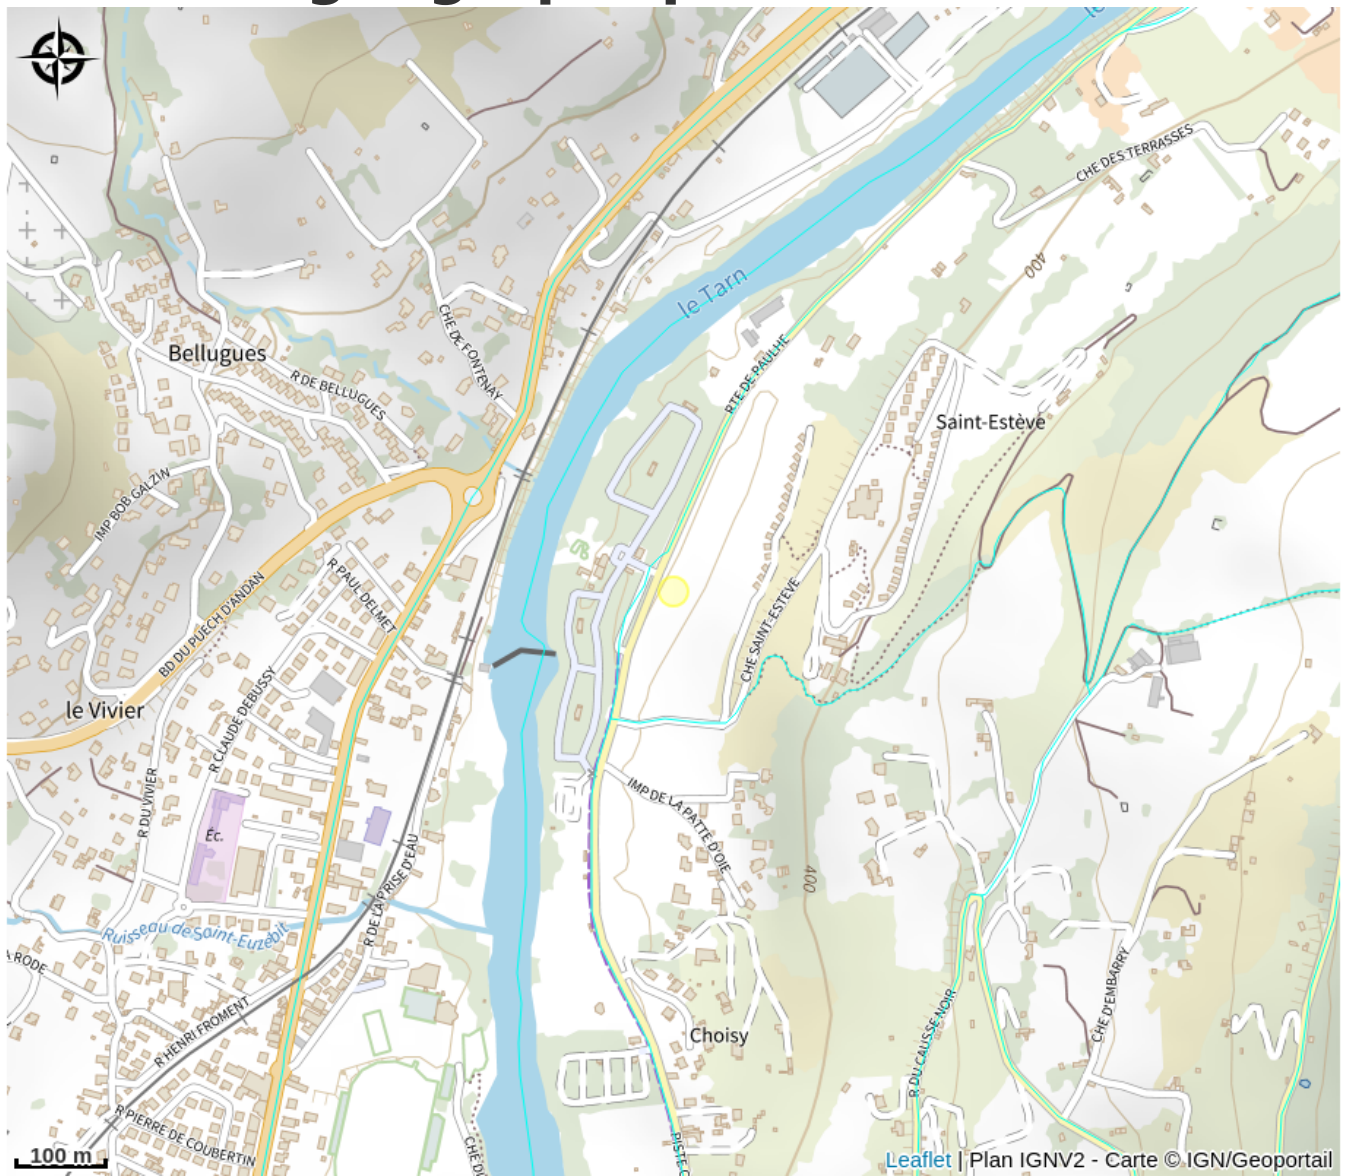 le Tarn
CHE DES TERRASSES
400
Bellugues
CHE DE FONTENAY
R DE BELLUGUES
RTE DE PAULHE
Saint-Estève
IMP BOB GALZIN
R PAUL DELMET
BD DU PUECH D'ANDAN
CHE SAINT-ESTEVE
le Vivier
R CLAUDE DEBUSSY
R DU VIVIER
Éc.
IMP DE LA PATTE D'OIE
400
R DE LA PRISE D'EAU
Ruisseau de Saint-Euzébit
A RODE
R HENRI FROMENT
Choisy
R DU CAUSSE NOIR
CHE D'EMBARRY
R PIERRE DE COUBERTIN
100 m
Leaflet | Plan IGNV2 - Carte © IGN/Geoportail